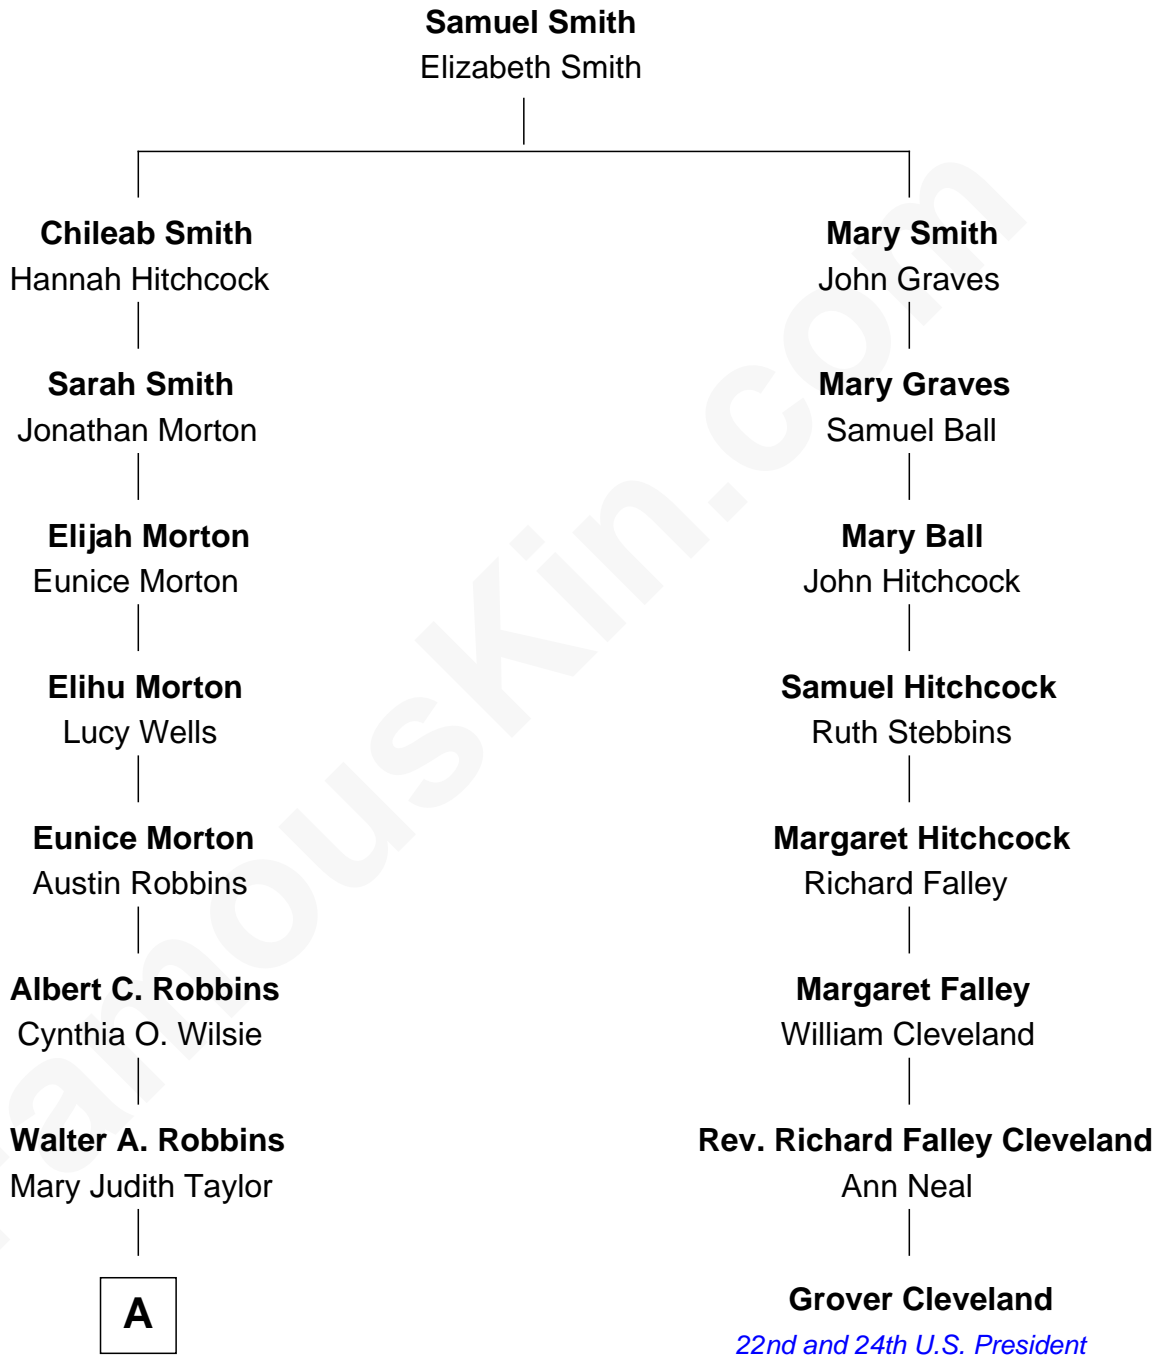 Samuel Smith
Elizabeth Smith
Chileab Smith
Hannah Hitchcock
Mary Smith
John Graves
Sarah Smith
Jonathan Morton
Mary Graves
Samuel Ball
Elijah Morton
Eunice Morton
Mary Ball
John Hitchcock
Elihu Morton
Lucy Wells
Samuel Hitchcock
Ruth Stebbins
Eunice Morton
Austin Robbins
Margaret Hitchcock
Richard Falley
Albert C. Robbins
Cynthia O. Wilsie
Margaret Falley
William Cleveland
Walter A. Robbins
Mary Judith Taylor
Rev. Richard Falley Cleveland
Ann Neal
A
Grover Cleveland
22nd and 24th U.S. President
FamousKin.com